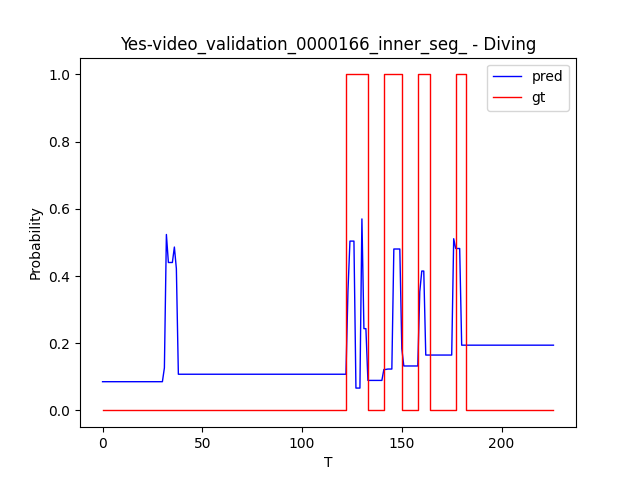 Yes-video_validation_0000166_inner_seg_ - Diving
pred
gt
1.0
0.8
0.6
0.4
0.2
0.0
Probability
0
50
100
150
200
T